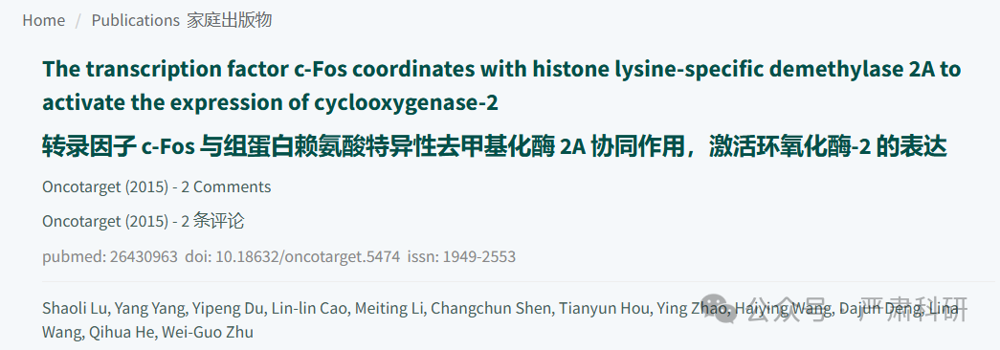 Home / Publications 家庭出版物
The transcription factor c-Fos coordinates with histone lysine-specific demethylase 2A to
activate the expression of cyclooxygenase-2
转录因子 c-Fos 与组蛋白赖氨酸特异性去甲基化酶 2A 协同作用，激活环氧化酶-2 的表达
Oncotarget (2015) - 2 Comments
Oncotarget (2015) - 2 条评论
pubmed: 26430963 doi: 10.18632/oncotarget.5474 issn: 1949-2553
Shaoli Lu, Yang Yang, Yipeng Du, Lin-lin Cao, Meiting Li, Changchun Shen, Tianyun Hou, Ying Zhao, Haiying Wang, Dajun Deng, Lina
Wang, Qihua He, Wei-Guo Zhu
公众号 · 严肃科研